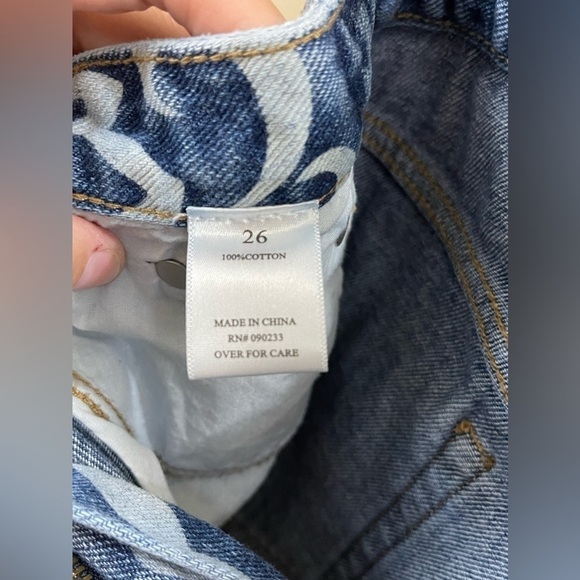 26
100%COTTON
MADE IN CHINA
RN# 090233
OVER FOR CARE